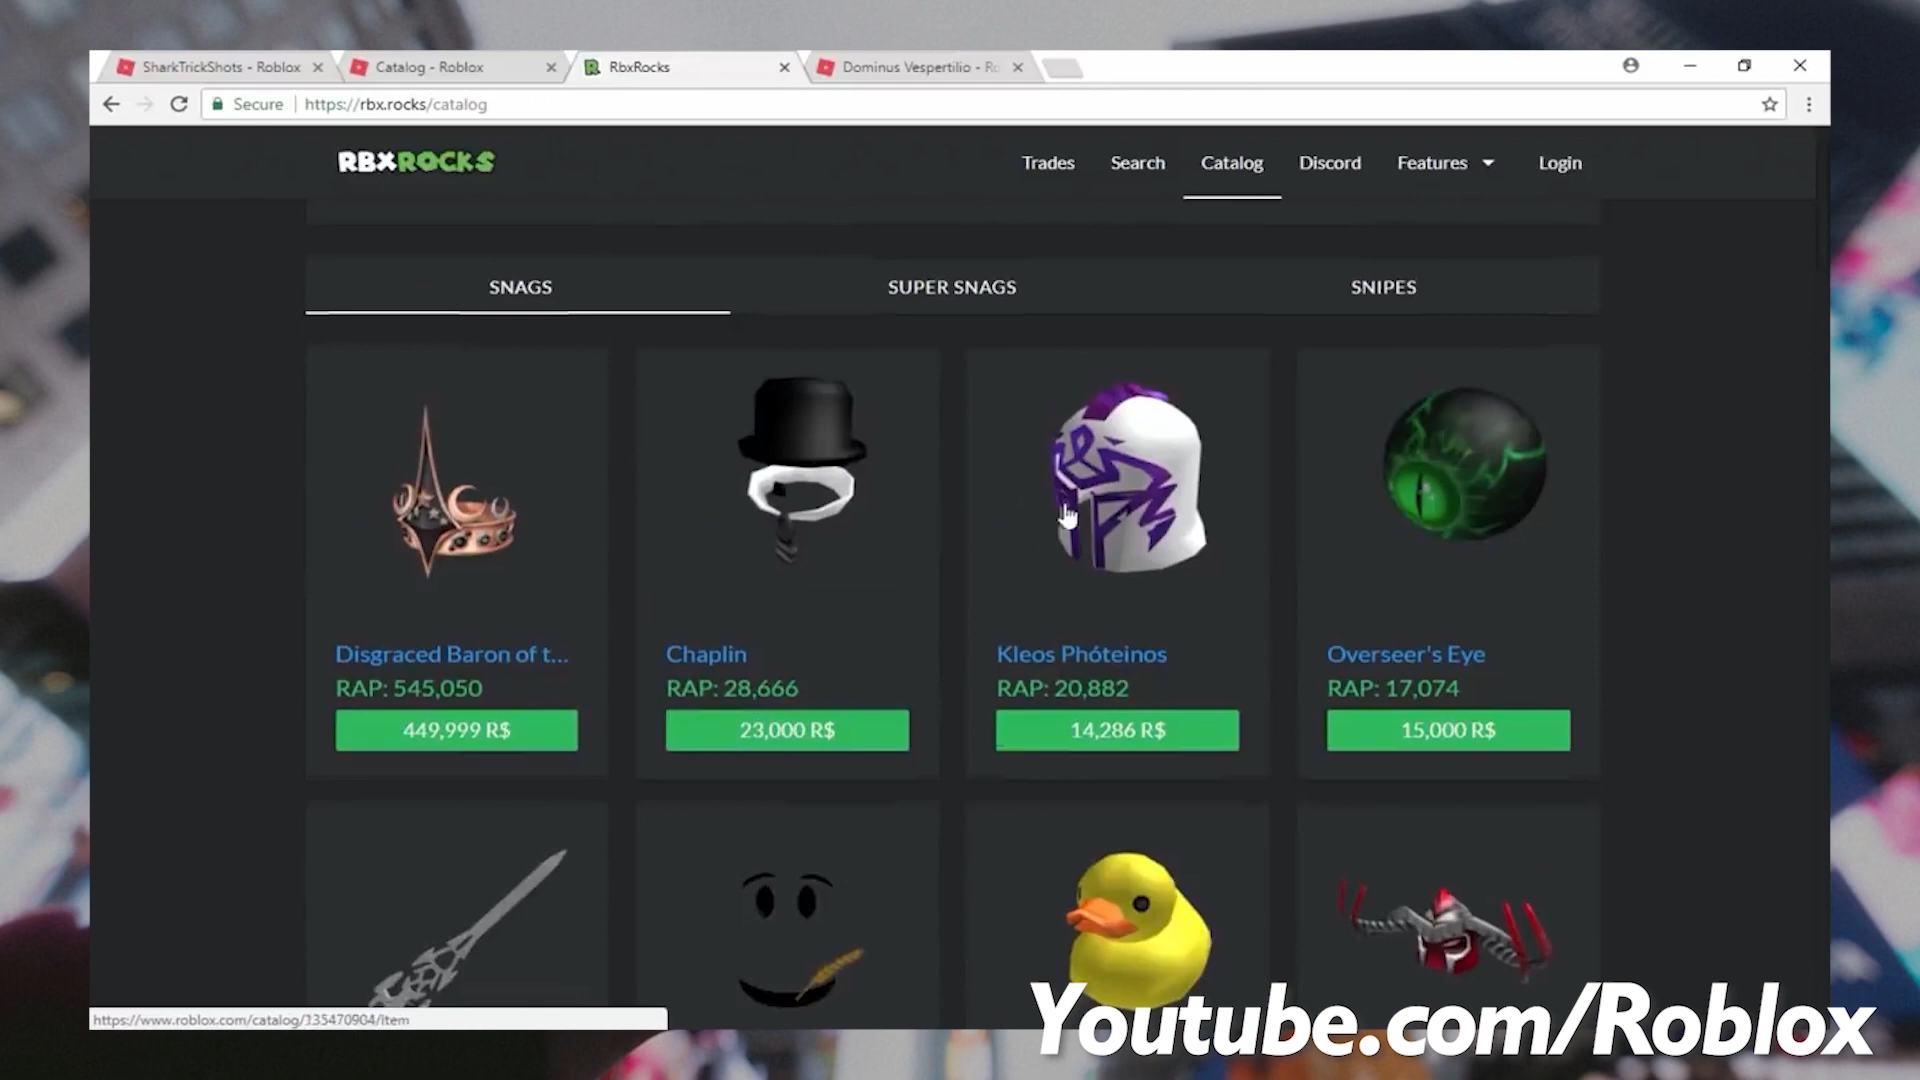 SharkTrickShots - Roblox
Catalog - Roblox
RbxRocks
Dominus Vespertilio - Ro
Secure
https://rbx.rocks/catalog
RBXROCKS
Trades
Search
Catalog
Discord
Features
Login
SNAGS
SUPER SNAGS
SNIPES
Disgraced Baron of t...
Chaplin
Kleos Phóteinos
Overseer's Eye
RAP: 545,050
RAP: 28,666
RAP: 20,882
RAP: 17,074
449,999 R$
23,000 R$
14,286 R$
15,000 R$
https://www.roblox.com/catalog/135470904/item
Youtube.com/Roblox